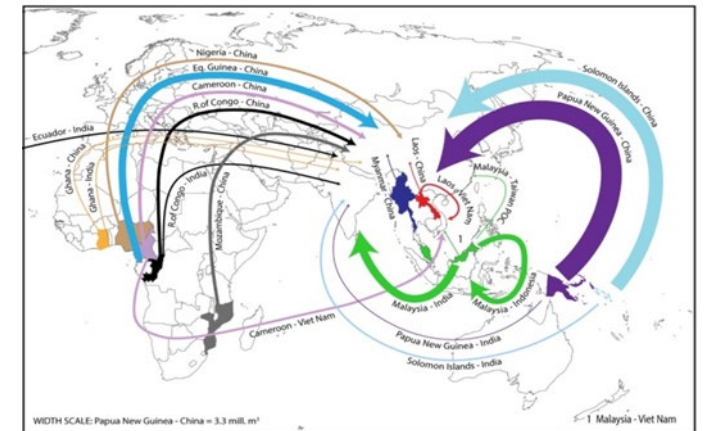 Nigeria - China
Eq. Guinea - China
Cameroon - China
R.of Congo - China
Ecuador - India
Ghana - China
Ghana - India
R.of Congo - India
Mozambique - China
Cameroon - Viet Nam
Solomon Islands - China
Papua New Guinea - China
Laos - China
Myanmar - China
Laos - Viet Nam
Malaysia - Taiwan POC
1
Malaysia - India
Malaysia - Indonesia
Papua New Guinea - India
Solomon Islands - India
WIDTH SCALE: Papua New Guinea - China = 3.3 mill. m³
1 Malaysia - Viet Nam